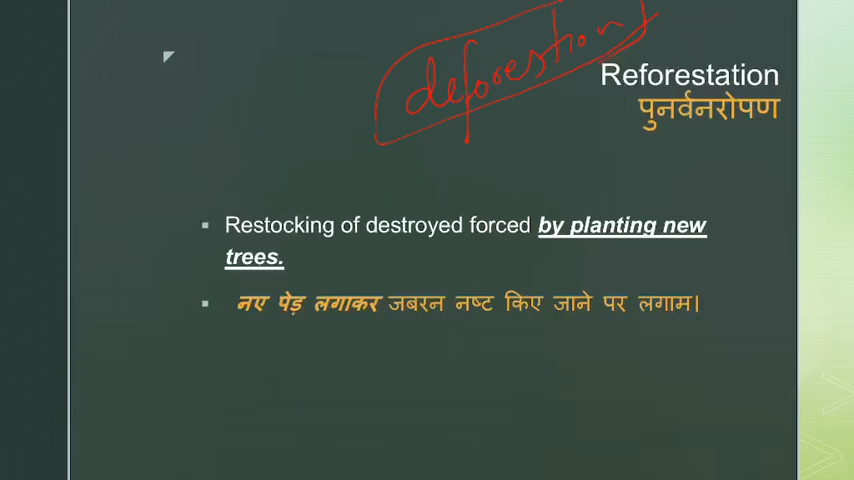 deforestion
Reforestation
पुनर्वनरोपण
Restocking of destroyed forced by planting new
trees.
नए पेड़ लगाकर जबरन नष्ट किए जाने पर लगाम।